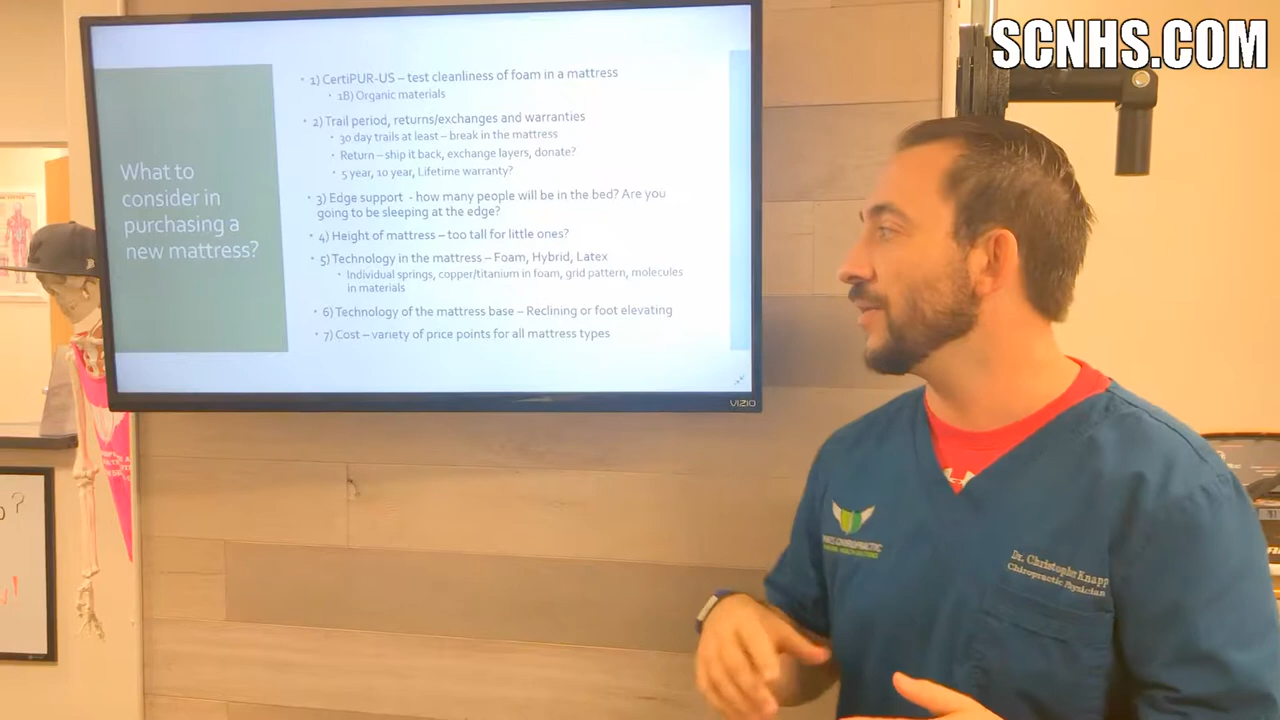 SCNHS.COM
What to
consider in
purchasing a
new mattress?
1) CertiPUR-US – test cleanliness of foam in a mattress
1B) Organic materials
2) Trail period, returns/exchanges and warranties
30 day trails at least – break in the mattress
Return – ship it back, exchange layers, donate?
5 year, 10 year, Lifetime warranty?
3) Edge support - how many people will be in the bed? Are you
going to be sleeping at the edge?
4) Height of mattress – too tall for little ones?
5) Technology in the mattress – Foam, Hybrid, Latex
Individual springs, copper/titanium in foam, grid pattern, molecules
in materials
6) Technology of the mattress base – Reclining or foot elevating
7) Cost – variety of price points for all mattress types
VIZIO
CHIROPRACTIC
Dr. Christopher Knapp
Chiropractic Physician